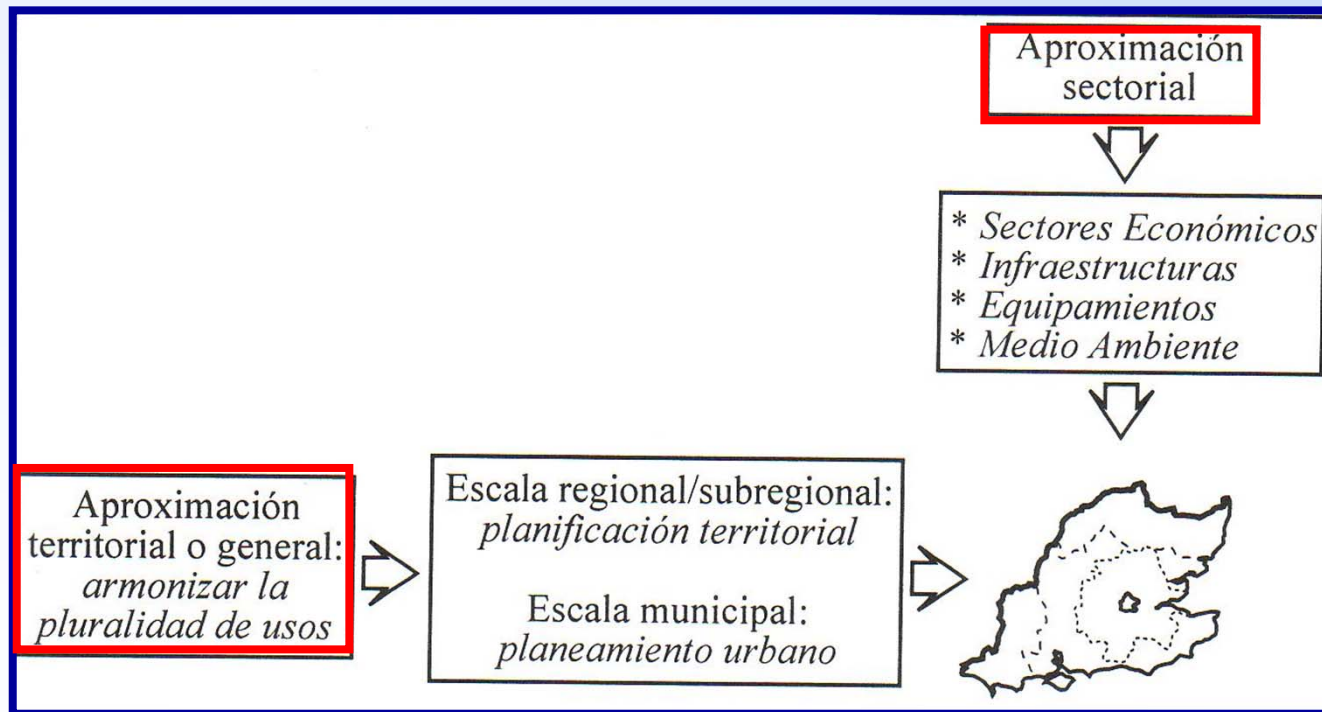 Aproximación
sectorial
* Sectores Económicos
* Infraestructuras
* Equipamientos
* Medio Ambiente
Aproximación
territorial o general:
armonizar la
pluralidad de usos
Escala regional/subregional:
planificación territorial
Escala municipal:
planeamiento urbano